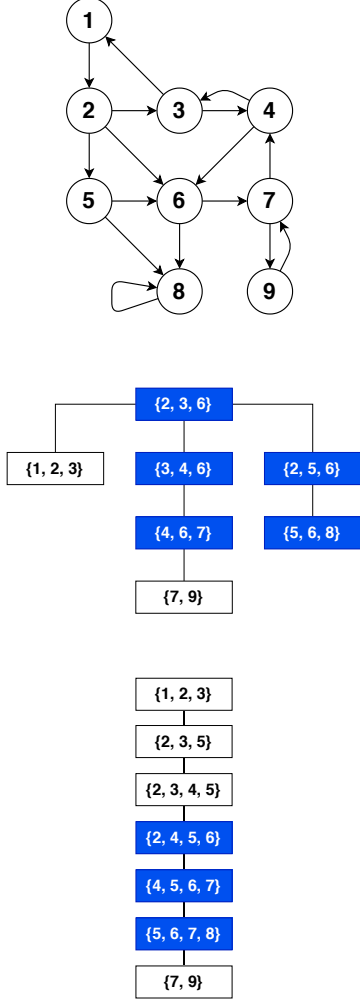 1
2 3 4
5 6 7
8 9
{2, 3, 6}
{1, 2, 3} {3, 4, 6} {2, 5, 6}
{4, 6, 7} {5, 6, 8}
{7, 9}
{1, 2, 3}
{2, 3, 5}
{2, 3, 4, 5}
{2, 4, 5, 6}
{4, 5, 6, 7}
{5, 6, 7, 8}
{7, 9}